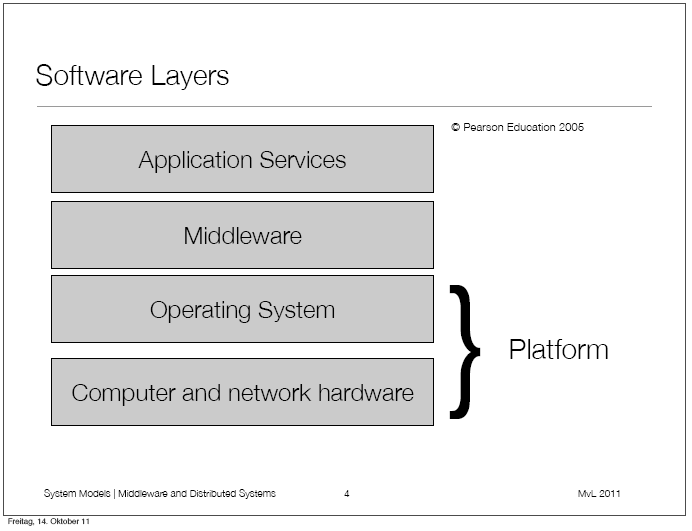 Software Layers
© Pearson Education 2005
Application Services
Middleware
Operating System
Platform
Computer and network hardware
System Models | Middleware and Distributed Systems
4
MvL 2011
Freitag, 14. Oktober 11